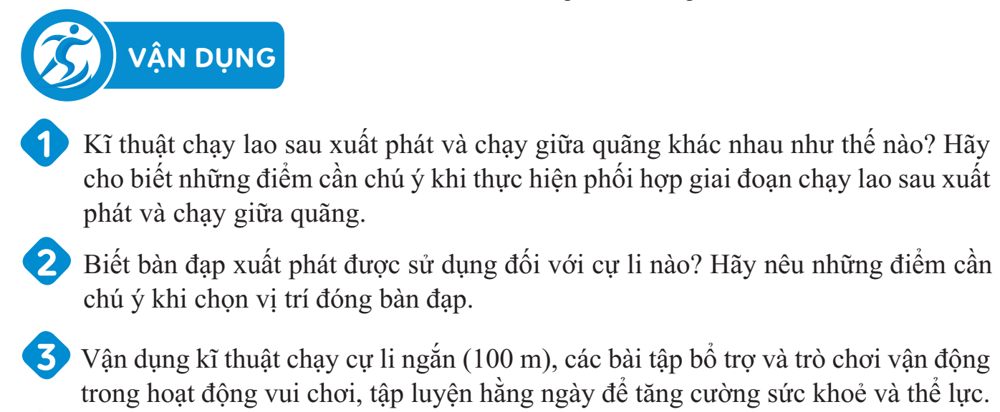 VẬN DỤNG
1 Kĩ thuật chạy lao sau xuất phát và chạy giữa quãng khác nhau như thế nào? Hãy
cho biết những điểm cần chú ý khi thực hiện phối hợp giai đoạn chạy lao sau xuất
phát và chạy giữa quãng.
2 Biết bàn đạp xuất phát được sử dụng đối với cự li nào? Hãy nêu những điểm cần
chú ý khi chọn vị trí đóng bàn đạp.
3 Vận dụng kĩ thuật chạy cự li ngắn (100 m), các bài tập bổ trợ và trò chơi vận động
trong hoạt động vui chơi, tập luyện hằng ngày để tăng cường sức khoẻ và thể lực.